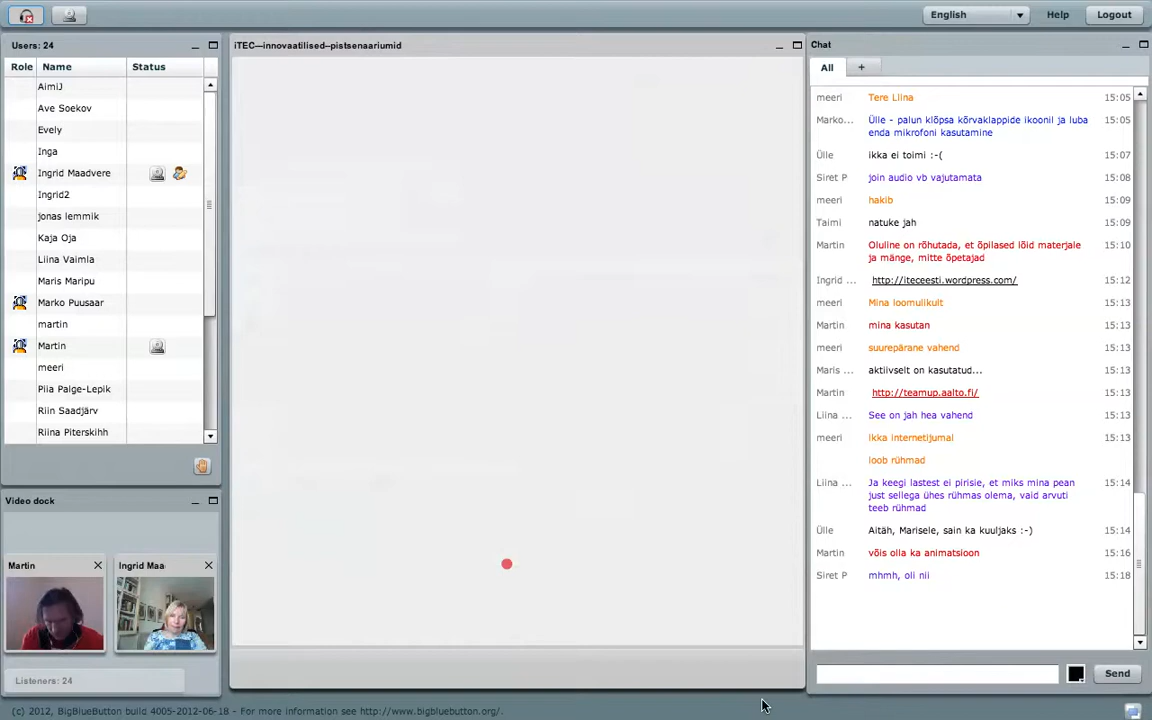 English
Help
Logout
Users: 24
Role Name Status
AimiJ
Ave Soekov
Evely
Inga
Ingrid Maadvere
Ingrid2
jonas lemmik
Kaja Oja
Liina Vaimla
Maris Maripu
Marko Puusaar
martin
Martin
meeri
Piia Palge-Lepik
Riin Saadjärv
Riina Piterskihh
Video dock
Martin
Ingrid Maa
Listeners: 24
iTEC—innovaatilised—pistsenaariumid
Chat
All +
meeri Tere Liina 15:05
Marko... Ülle - palun klõpsa kõrvaklappide ikoonil ja luba 15:05
enda mikrofoni kasutamine
Ülle ikka ei toimi :-( 15:07
Siret P join audio vb vajutamata 15:08
meeri hakib 15:09
Taimi natuke jah 15:09
Martin Oluline on rõhutada, et õpilased lõid materjale 15:10
ja mänge, mitte õpetajad
Ingrid ... http://iteceesti.wordpress.com/ 15:12
meeri Mina loomulikult 15:13
Martin mina kasutan 15:13
meeri suurepärane vahend 15:13
Maris ... aktiivselt on kasutatud... 15:13
Martin http://teamup.aalto.fi/ 15:13
Liina ... See on jah hea vahend 15:13
meeri Ikka internetijumal 15:13
loob rühmad
Liina ... Ja keegi lastest ei pirisie, et miks mina pean 15:14
just sellega ühes rühmas olema, vaid arvuti
teeb rühmad
Ülle Aitäh, Marisele, sain ka kuuljaks :-) 15:14
Martin võis olla ka animatsioon 15:16
Siret P mhmh, oli nii 15:18
Send
(c) 2012, BigBlueButton build 4005-2012-06-18 - For more information see http://www.bigbluebutton.org/.